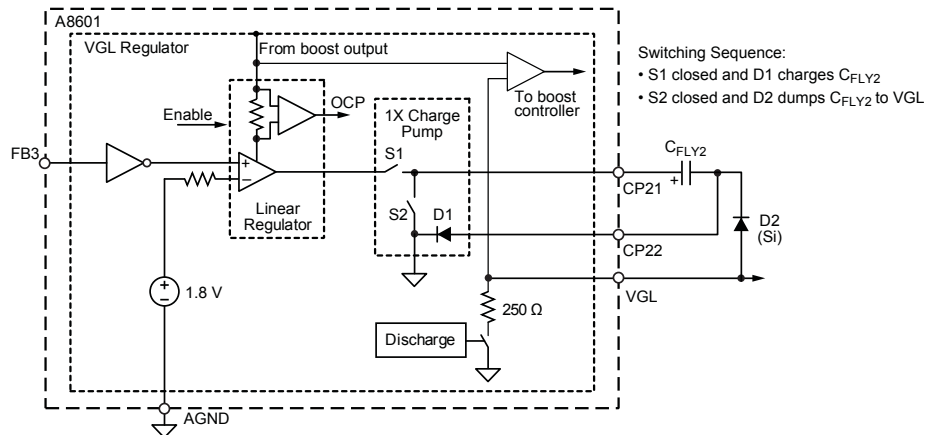 A8601
VGL Regulator
From boost output
Switching Sequence:
• S1 closed and D1 charges CFLY2
• S2 closed and D2 dumps CFLY2 to VGL
To boost
controller
OCP
Enable
1X Charge
Pump
FB3
S1
CFLY2
+
–
+
CP21
Linear
Regulator
S2
D1
D2
(Si)
CP22
VGL
+
–
1.8 V
250 Ω
Discharge
AGND